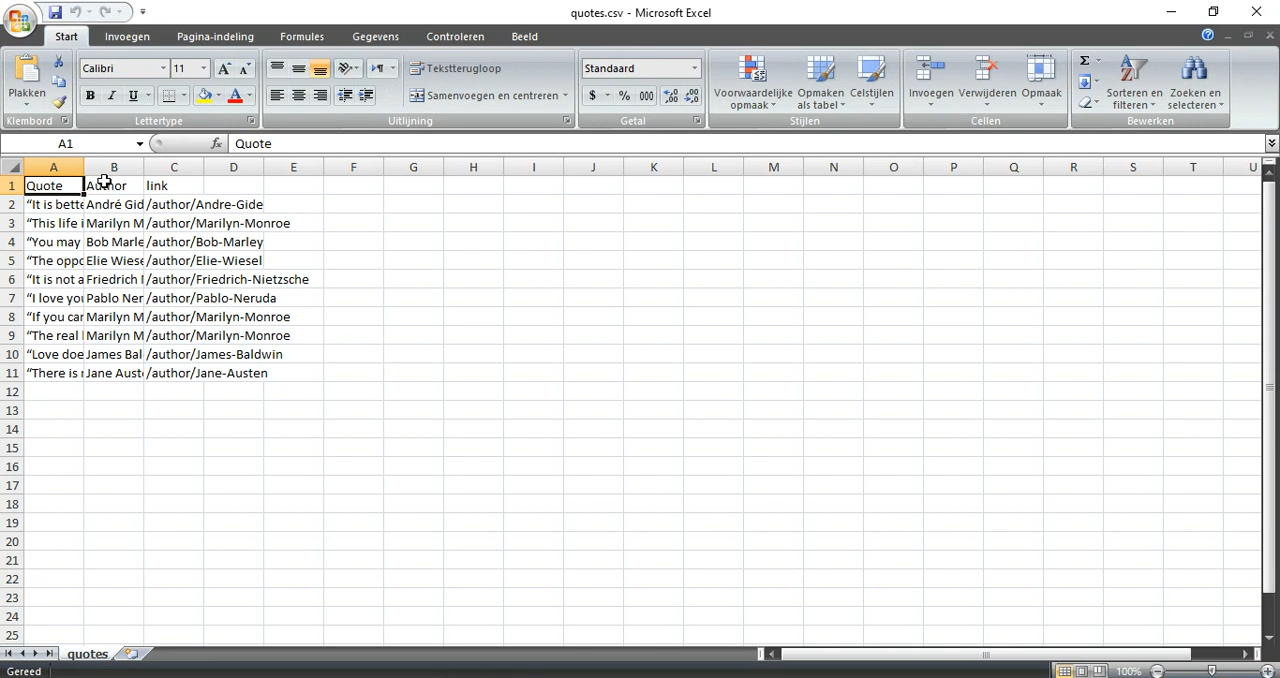 quotes.csv - Microsoft Excel
Start Invoegen Pagina-indeling Formules Gegevens Controleren Beeld
Plakken
Klembord
Calibri 11
B I U A
Lettertype
Tekstterugloop
Samenvoegen en centreren
Uitlijning
Standaard
$ % 000
Getal
Voorwaardelijke opmaak
Opmaken als tabel
Celstijlen
Stijlen
Invoegen Verwijderen Opmaak
Cellen
Sorteren en filteren
Zoeken en selecteren
Bewerken
A1 fx Quote
A B C D E F G H I J K L M N O P Q R S T U
1 Quote Author link
2 “It is bette André Gid /author/Andre-Gide
3 “This life i Marilyn M /author/Marilyn-Monroe
4 “You may Bob Marle /author/Bob-Marley
5 “The oppo Elie Wiese /author/Elie-Wiesel
6 “It is not a Friedrich /author/Friedrich-Nietzsche
7 “I love you Pablo Ner /author/Pablo-Neruda
8 “If you can Marilyn M /author/Marilyn-Monroe
9 “The real Marilyn M /author/Marilyn-Monroe
10 “Love doe James Bal /author/James-Baldwin
11 “There is Jane Aust /author/Jane-Austen
12
13
14
15
16
17
18
19
20
21
22
23
24
25
quotes
Gereed 100%